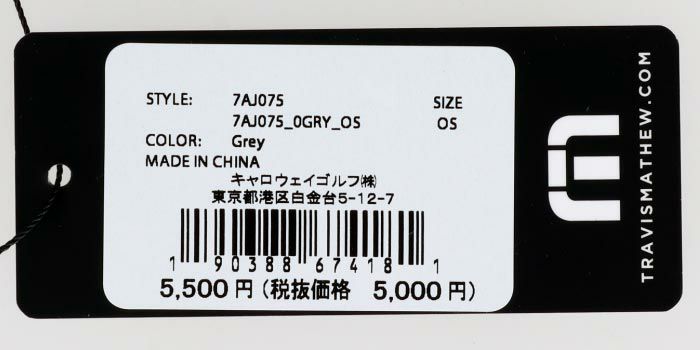 STYLE: 7AJ075 SIZE
7AJ075_0GRY_OS OS
COLOR: Grey
MADE IN CHINA
キャロウェイゴルフ㈱
東京都港区白金台5-12-7
1 90388 67418 1
5,500円(税抜価格 5,000円)
TRAVISMATHEW.COM